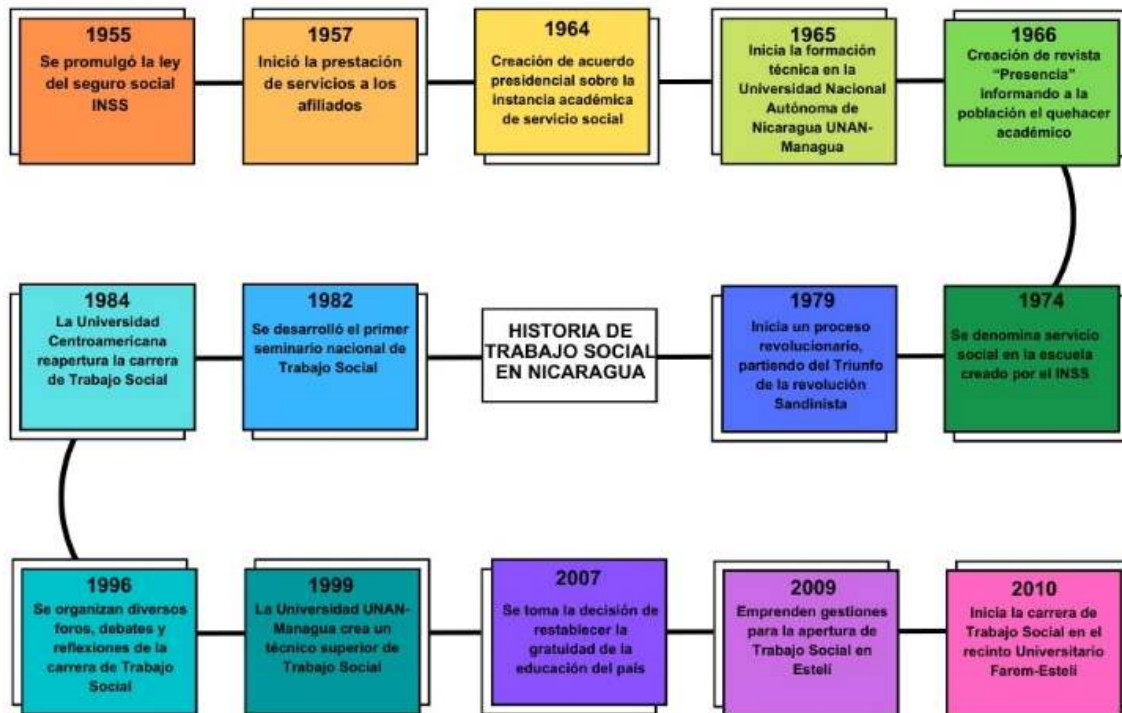 1955
Se promulgó la ley
del seguro social
INSS
1957
Inició la prestación
de servicios a los
afiliados
1964
Creación de acuerdo
presidencial sobre la
instancia académica
de servicio social
1965
Inicia la formación
técnica en la
Universidad Nacional
Autónoma de
Nicaragua UNAN-
Managua
1966
Creación de revista
“Presencia”
informando a la
población el quehacer
académico
1984
La Universidad
Centroamericana
reapertura la carrera
de Trabajo Social
1982
Se desarrolló el primer
seminario nacional de
Trabajo Social
HISTORIA DE
TRABAJO SOCIAL
EN NICARAGUA
1979
Inicia un proceso
revolucionario,
partiendo del Triunfo
de la revolución
Sandinista
1974
Se denomina servicio
social en la escuela
creado por el INSS
1996
Se organizan diversos
foros, debates y
reflexiones de la
carrera de Trabajo
Social
1999
La Universidad UNAN-
Managua crea un
técnico superior de
Trabajo Social
2007
Se toma la decisión de
restablecer la
gratuidad de la
educación del país
2009
Emprenden gestiones
para la apertura de
Trabajo Social en
Estelí
2010
Inicia la carrera de
Trabajo Social en el
recinto Universitario
Farem-Estelí